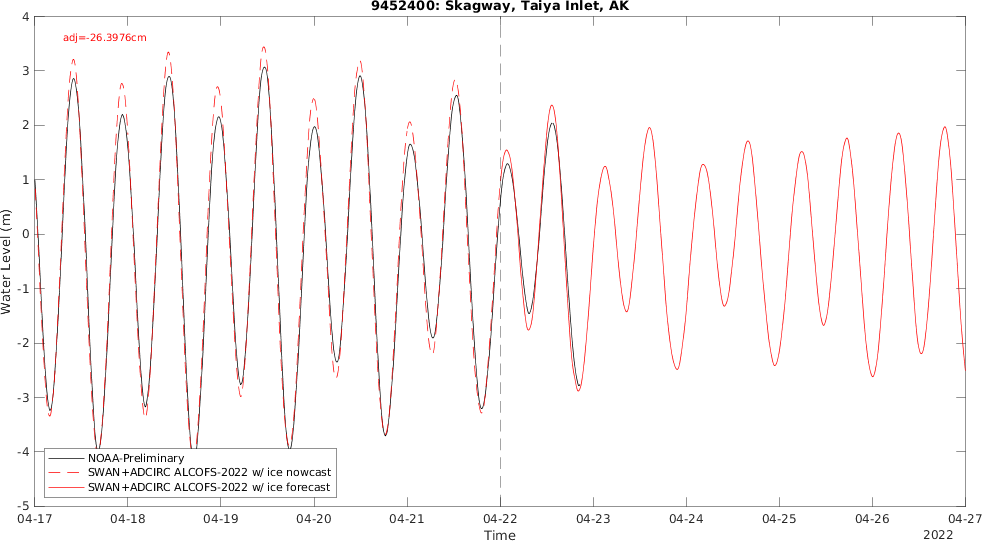 9452400: Skagway, Taiya Inlet, AK
adj=-26.3976cm
4
3
2
1
0
-1
-2
-3
-4
-5
Water Level (m)
NOAA-Preliminary
SWAN+ADCIRC ALCOFS-2022 w/ ice nowcast
SWAN+ADCIRC ALCOFS-2022 w/ ice forecast
04-17 04-18 04-19 04-20 04-21 04-22 04-23 04-24 04-25 04-26 04-27
Time
2022